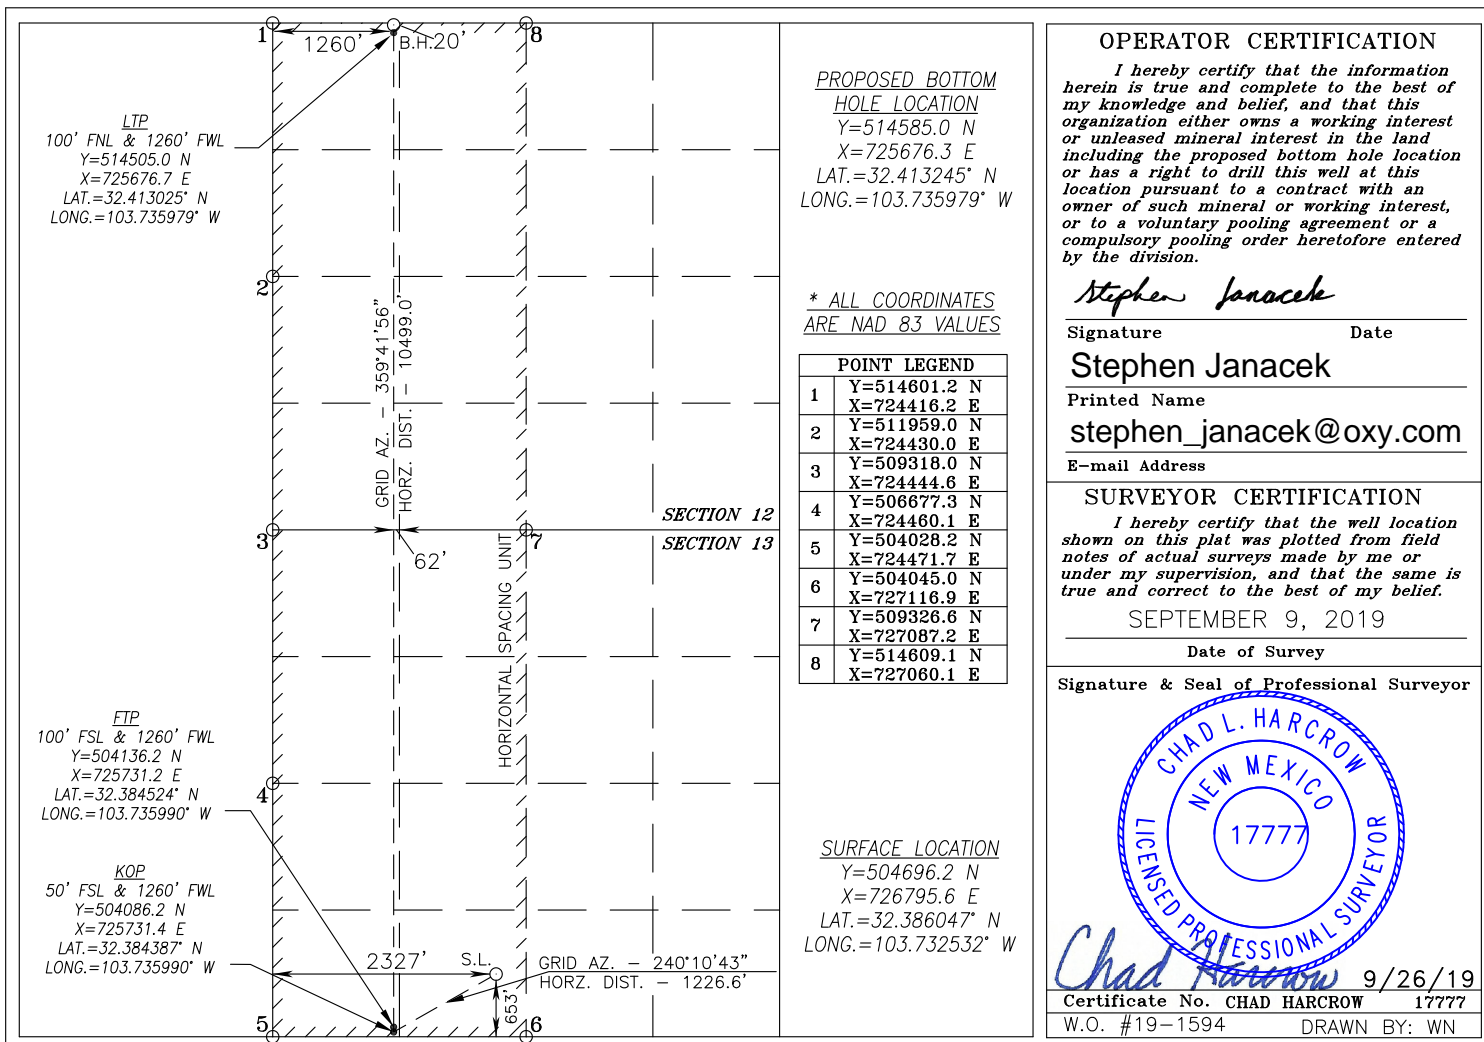 1
1260'
B.H.
20'
8
LTP
100' FNL & 1260' FWL
Y=514505.0 N
X=725676.7 E
LAT.=32.413025° N
LONG.=103.735979° W
2
GRID AZ. - 359°41'56"
HORZ. DIST. - 10499.0'
3
62'
7
SECTION 12
SECTION 13
HORIZONTAL SPACING UNIT
FTP
100' FSL & 1260' FWL
Y=504136.2 N
X=725731.2 E
LAT.=32.384524° N
LONG.=103.735990° W
4
KOP
50' FSL & 1260' FWL
Y=504086.2 N
X=725731.4 E
LAT.=32.384387° N
LONG.=103.735990° W
2327'
S.L.
GRID AZ. - 240°10'43"
HORZ. DIST. - 1226.6'
653'
5
6
PROPOSED BOTTOM
HOLE LOCATION
Y=514585.0 N
X=725676.3 E
LAT.=32.413245° N
LONG.=103.735979° W
* ALL COORDINATES
ARE NAD 83 VALUES
POINT LEGEND
1 Y=514601.2 N
X=724416.2 E
2 Y=511959.0 N
X=724430.0 E
3 Y=509318.0 N
X=724444.6 E
4 Y=506677.3 N
X=724460.1 E
5 Y=504028.2 N
X=724471.7 E
6 Y=504045.0 N
X=727116.9 E
7 Y=509326.6 N
X=727087.2 E
8 Y=514609.1 N
X=727060.1 E
SURFACE LOCATION
Y=504696.2 N
X=726795.6 E
LAT.=32.386047° N
LONG.=103.732532° W
OPERATOR CERTIFICATION
I hereby certify that the information
herein is true and complete to the best of
my knowledge and belief, and that this
organization either owns a working interest
or unleased mineral interest in the land
including the proposed bottom hole location
or has a right to drill this well at this
location pursuant to a contract with an
owner of such mineral or working interest,
or to a voluntary pooling agreement or a
compulsory pooling order heretofore entered
by the division.
Stephen Janacek
Signature Date
Stephen Janacek
Printed Name
stephen_janacek@oxy.com
E-mail Address
SURVEYOR CERTIFICATION
I hereby certify that the well location
shown on this plat was plotted from field
notes of actual surveys made by me or
under my supervision, and that the same is
true and correct to the best of my belief.
SEPTEMBER 9, 2019
Date of Survey
Signature & Seal of Professional Surveyor
CHAD L. HARCROW
NEW MEXICO
17777
LICENSED PROFESSIONAL SURVEYOR
Chad Harcrow 9/26/19
Certificate No. CHAD HARCROW 17777
W.O. #19-1594 DRAWN BY: WN